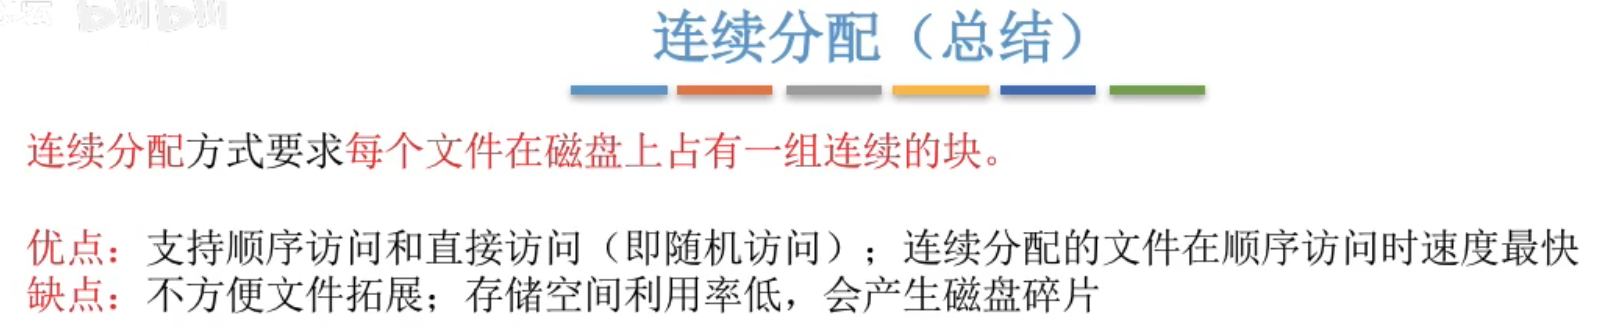 连续分配（总结）
连续分配方式要求每个文件在磁盘上占有一组连续的块。
优点：支持顺序访问和直接访问（即随机访问）；连续分配的文件在顺序访问时速度最快
缺点：不方便文件拓展；存储空间利用率低，会产生磁盘碎片